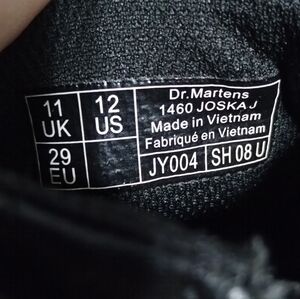 11 UK
12 US
29 EU
Dr.Martens
1460 JOSKA J
Made in Vietnam
Fabriqué en Vietnam
JY004
SH 08 U